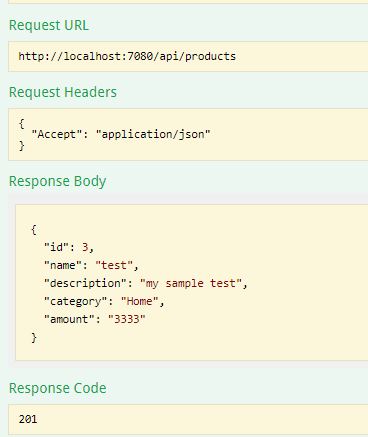 Request URL
http://localhost:7080/api/products
Request Headers
{
  "Accept": "application/json"
}
Response Body
{
  "id": 3,
  "name": "test",
  "description": "my sample test",
  "category": "Home",
  "amount": "3333"
}
Response Code
201